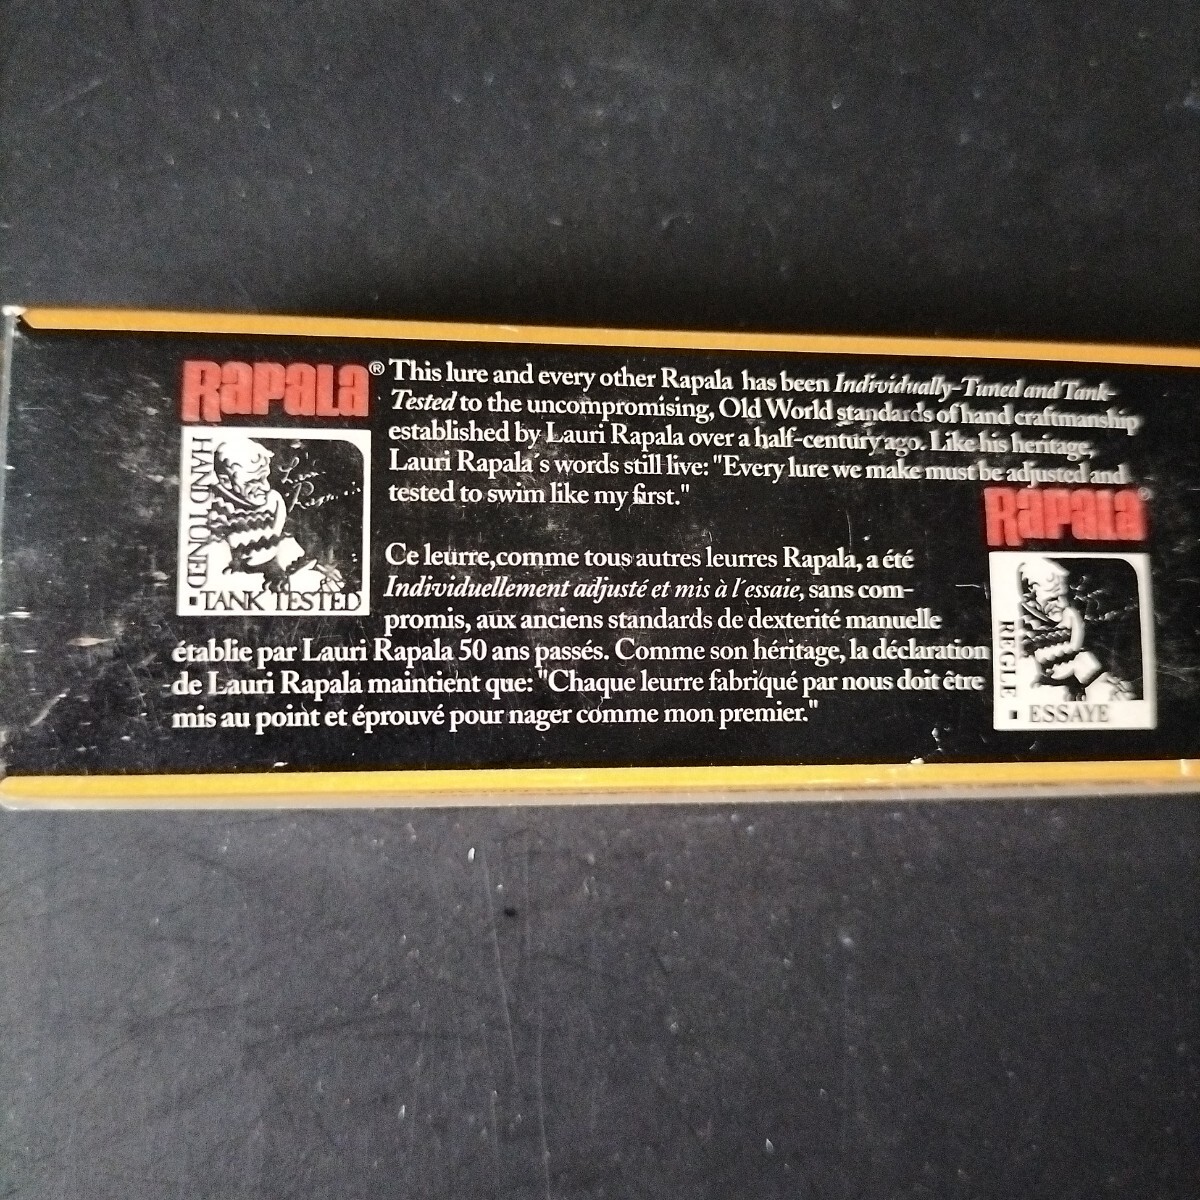 RAPALA®
This lure and every other Rapala has been Individually-Tuned and Tank-
Tested to the uncompromising, Old World standards of hand craftmanship
established by Lauri Rapala over a half-century ago. Like his heritage,
Lauri Rapala's words still live: "Every lure we make must be adjusted and
tested to swim like my first."
HAND TUNED
▪TANK TESTED
Ce leurre,comme tous autres leurres Rapala, a été
Individuellement adjusté et mis à l'essaie, sans com-
promis, aux anciens standards de dexterité manuelle
établie par Lauri Rapala 50 ans passés. Comme son héritage, la déclaration
de Lauri Rapala maintient que: "Chaque leurre fabriqué par nous doit être
mis au point et éprouvé pour nager comme mon premier."
RAPALA®
REGLE
▪ ESSAYE